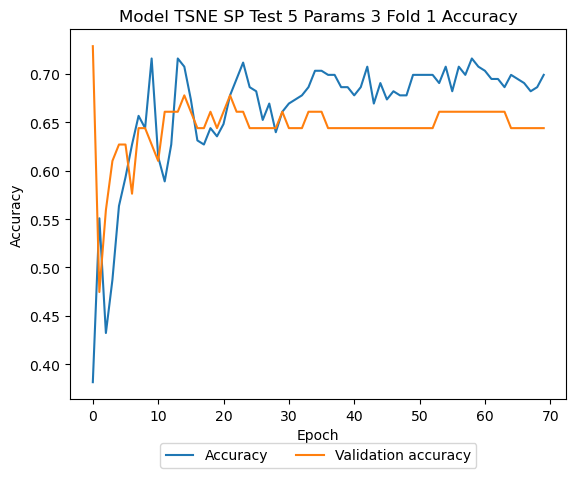 Model TSNE SP Test 5 Params 3 Fold 1 Accuracy
Accuracy
0.70
0.65
0.60
0.55
0.50
0.45
0.40
0 10 20 30 40 50 60 70
Epoch
Accuracy Validation accuracy